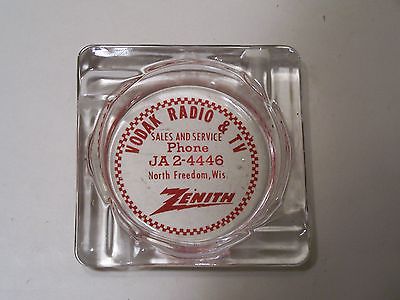 VODAK RADIO & TV
SALES AND SERVICE
Phone
JA 2-4446
North Freedom, Wis.
ZENITH